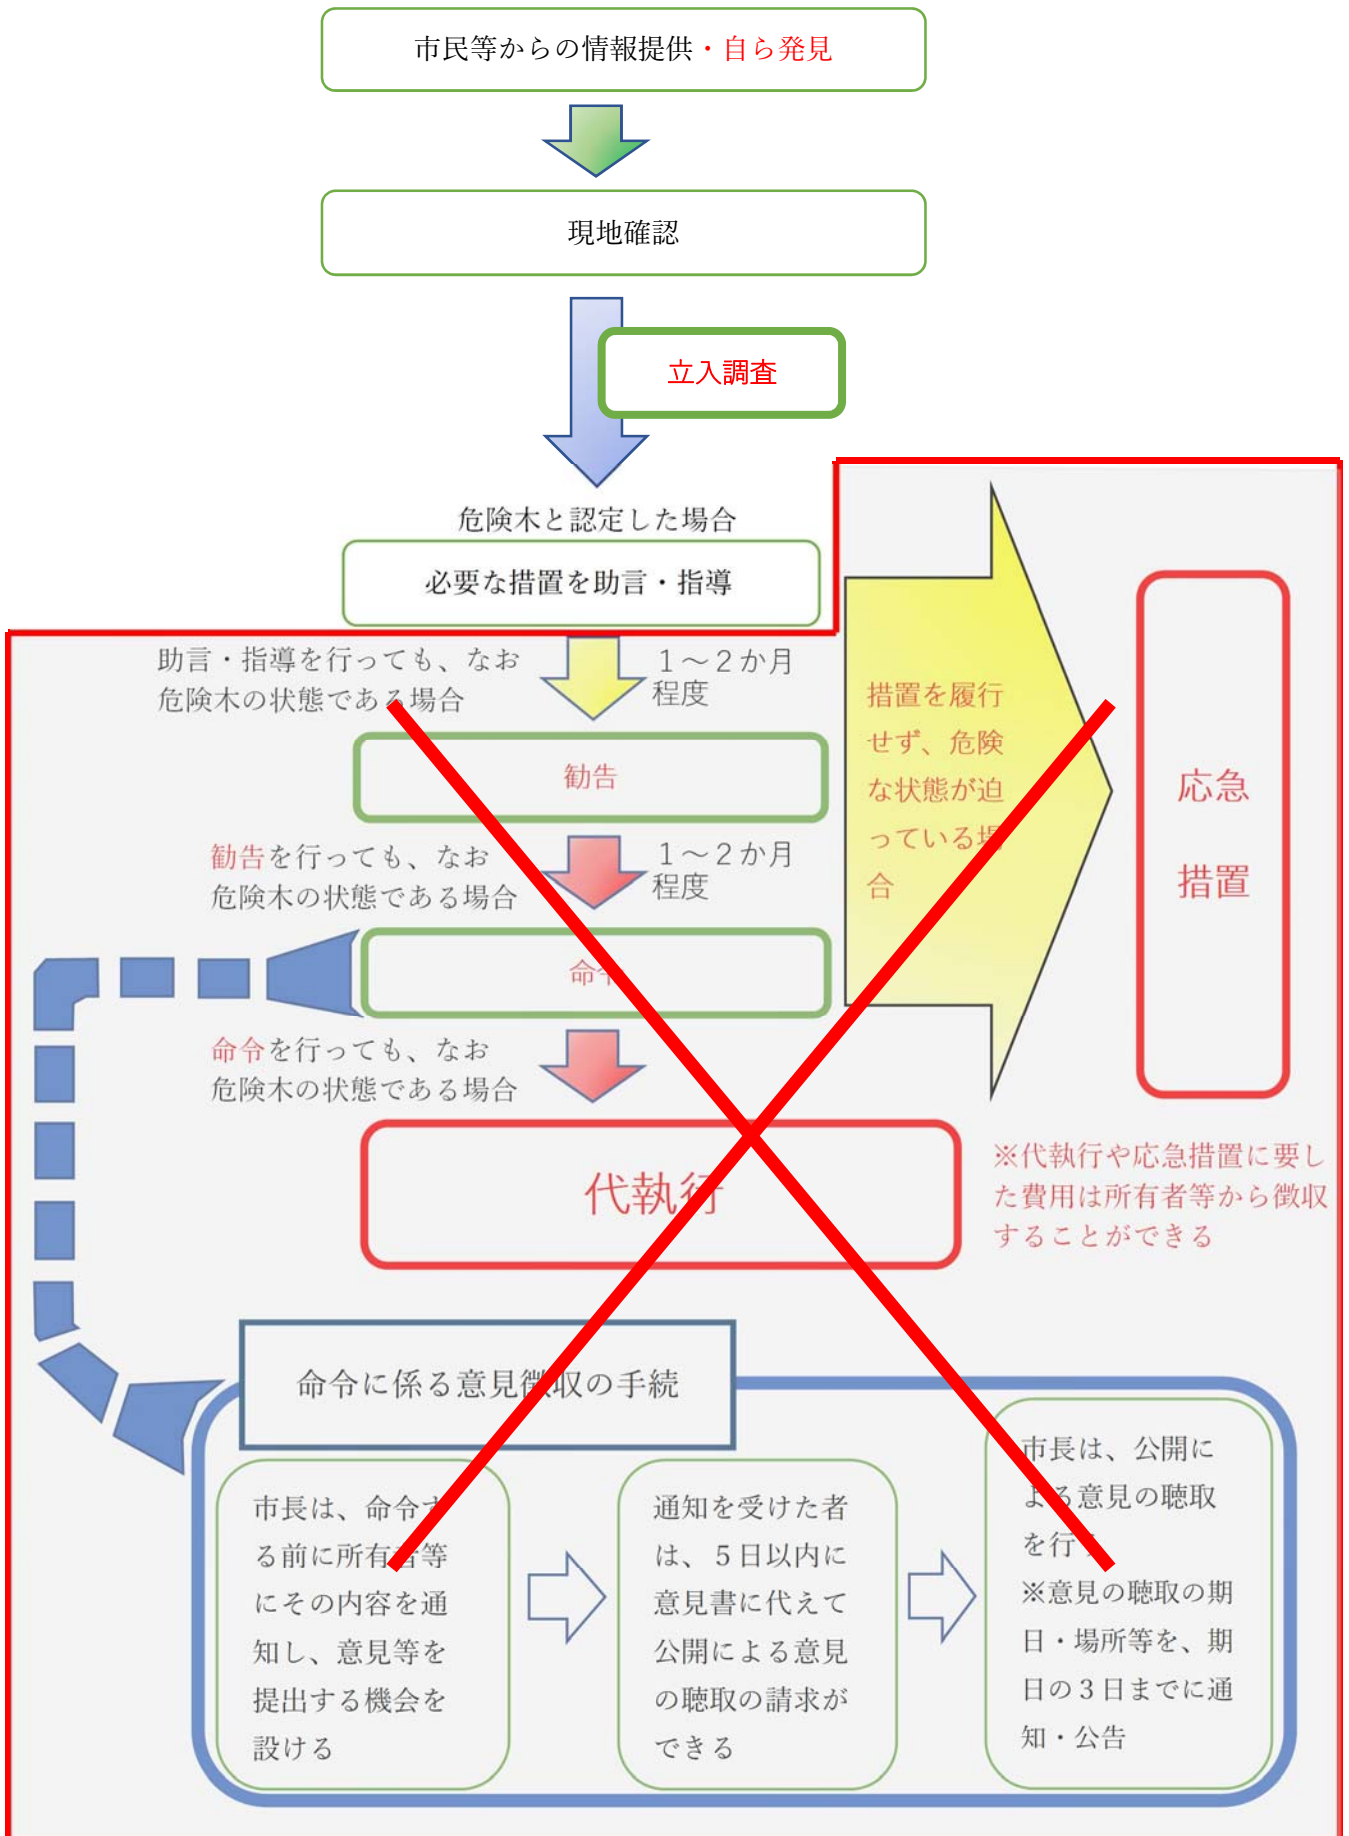 市民等からの情報提供・自ら発見
現地確認
立入調査
危険木と認定した場合
必要な措置を助言・指導
助言・指導を行っても、なお
危険木の状態である場合
１～２か月
程度
勧告
勧告を行っても、なお
危険木の状態である場合
１～２か月
程度
命令
命令を行っても、なお
危険木の状態である場合
代執行
措置を履行
せず、危険
な状態が迫
っている場
合
応急
措置
※代執行や応急措置に要し
た費用は所有者等から徴収
することができる
命令に係る意見徴収の手続
市長は、命令す
る前に所有者等
にその内容を通
知し、意見等を
提出する機会を
設ける
通知を受けた者
は、５日以内に
意見書に代えて
公開による意見
の聴取の請求が
できる
市長は、公開に
よる意見の聴取
を行う
※意見の聴取の期
日・場所等を、期
日の３日までに通
知・公告